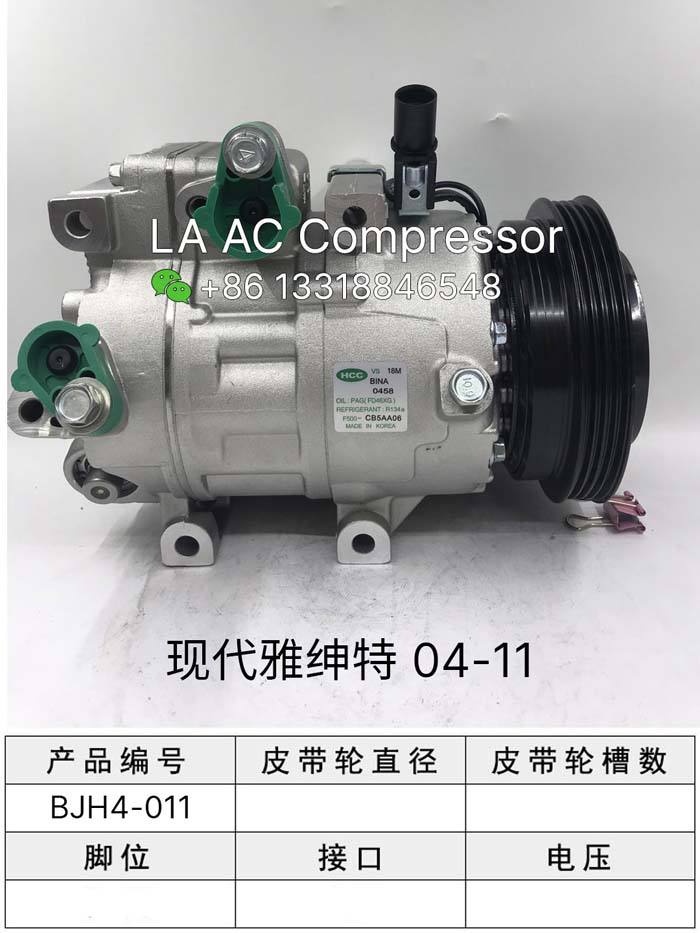 LA AC Compressor
+86 13318846548
HCC VS 18M
BINA
0458
OIL : PAG( FD46XG )
REFRIGERANT : R134a
F500- CB5AA06
MADE IN KOREA
现代雅绅特 04-11
产品编号 皮带轮直径 皮带轮槽数
BJH4-011
脚位 接口 电压